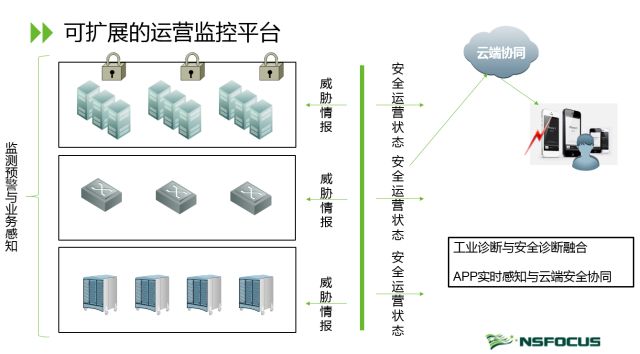 可扩展的运营监控平台
监测预警与业务感知
威胁情报
安全运营状态
威胁情报
安全运营状态
威胁情报
安全运营状态
云端协同
工业诊断与安全诊断融合
APP实时感知与云端安全协同
NSFOCUS